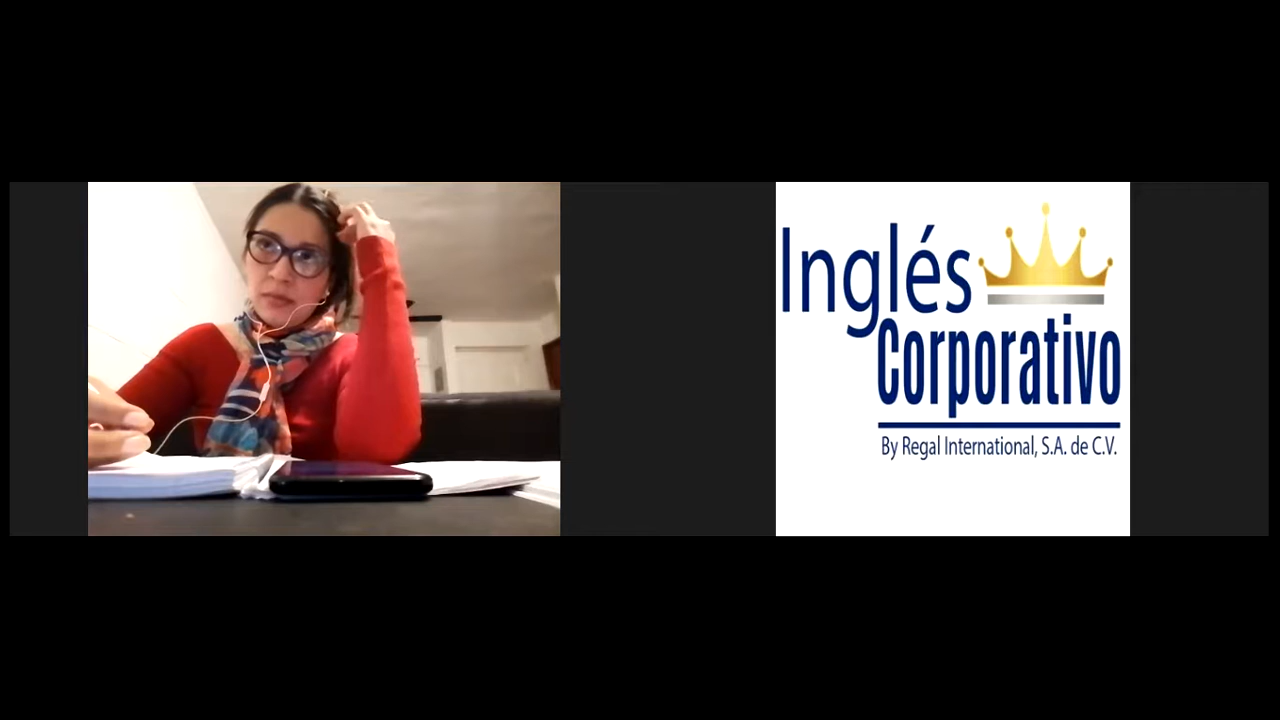 Inglés
Corporativo
By Regal International, S.A. de C.V.